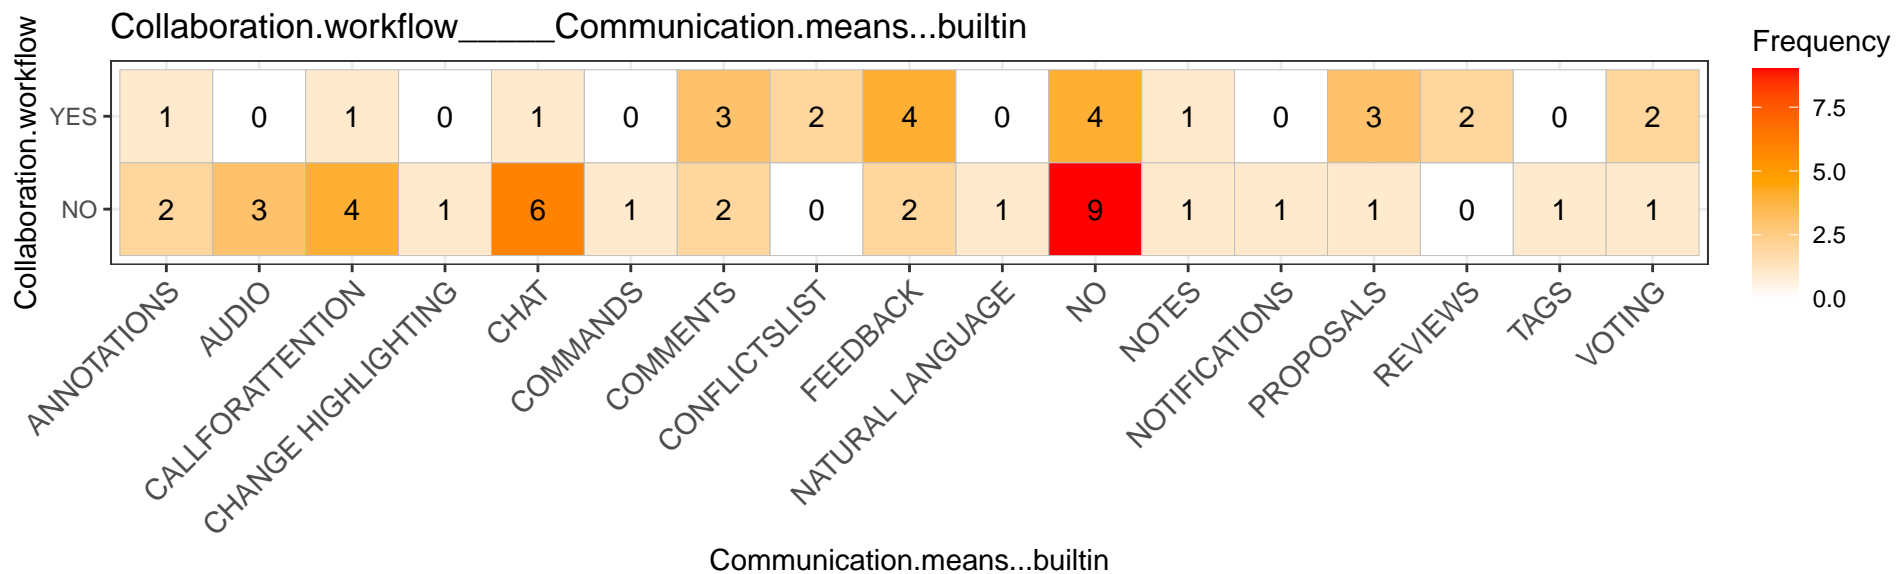 Collaboration.workflow_____Communication.means...builtin
Collaboration.workflow
YES 1 0 1 0 1 0 3 2 4 0 4 1 0 3 2 0 2
NO 2 3 4 1 6 1 2 0 2 1 9 1 1 1 0 1 1
ANNOTATIONS
AUDIO
CALLFORATTENTION
CHANGE HIGHLIGHTING
CHAT
COMMANDS
COMMENTS
CONFLICTSLIST
FEEDBACK
NATURAL LANGUAGE
NO
NOTES
NOTIFICATIONS
PROPOSALS
REVIEWS
TAGS
VOTING
Communication.means...builtin
Frequency
7.5
5.0
2.5
0.0